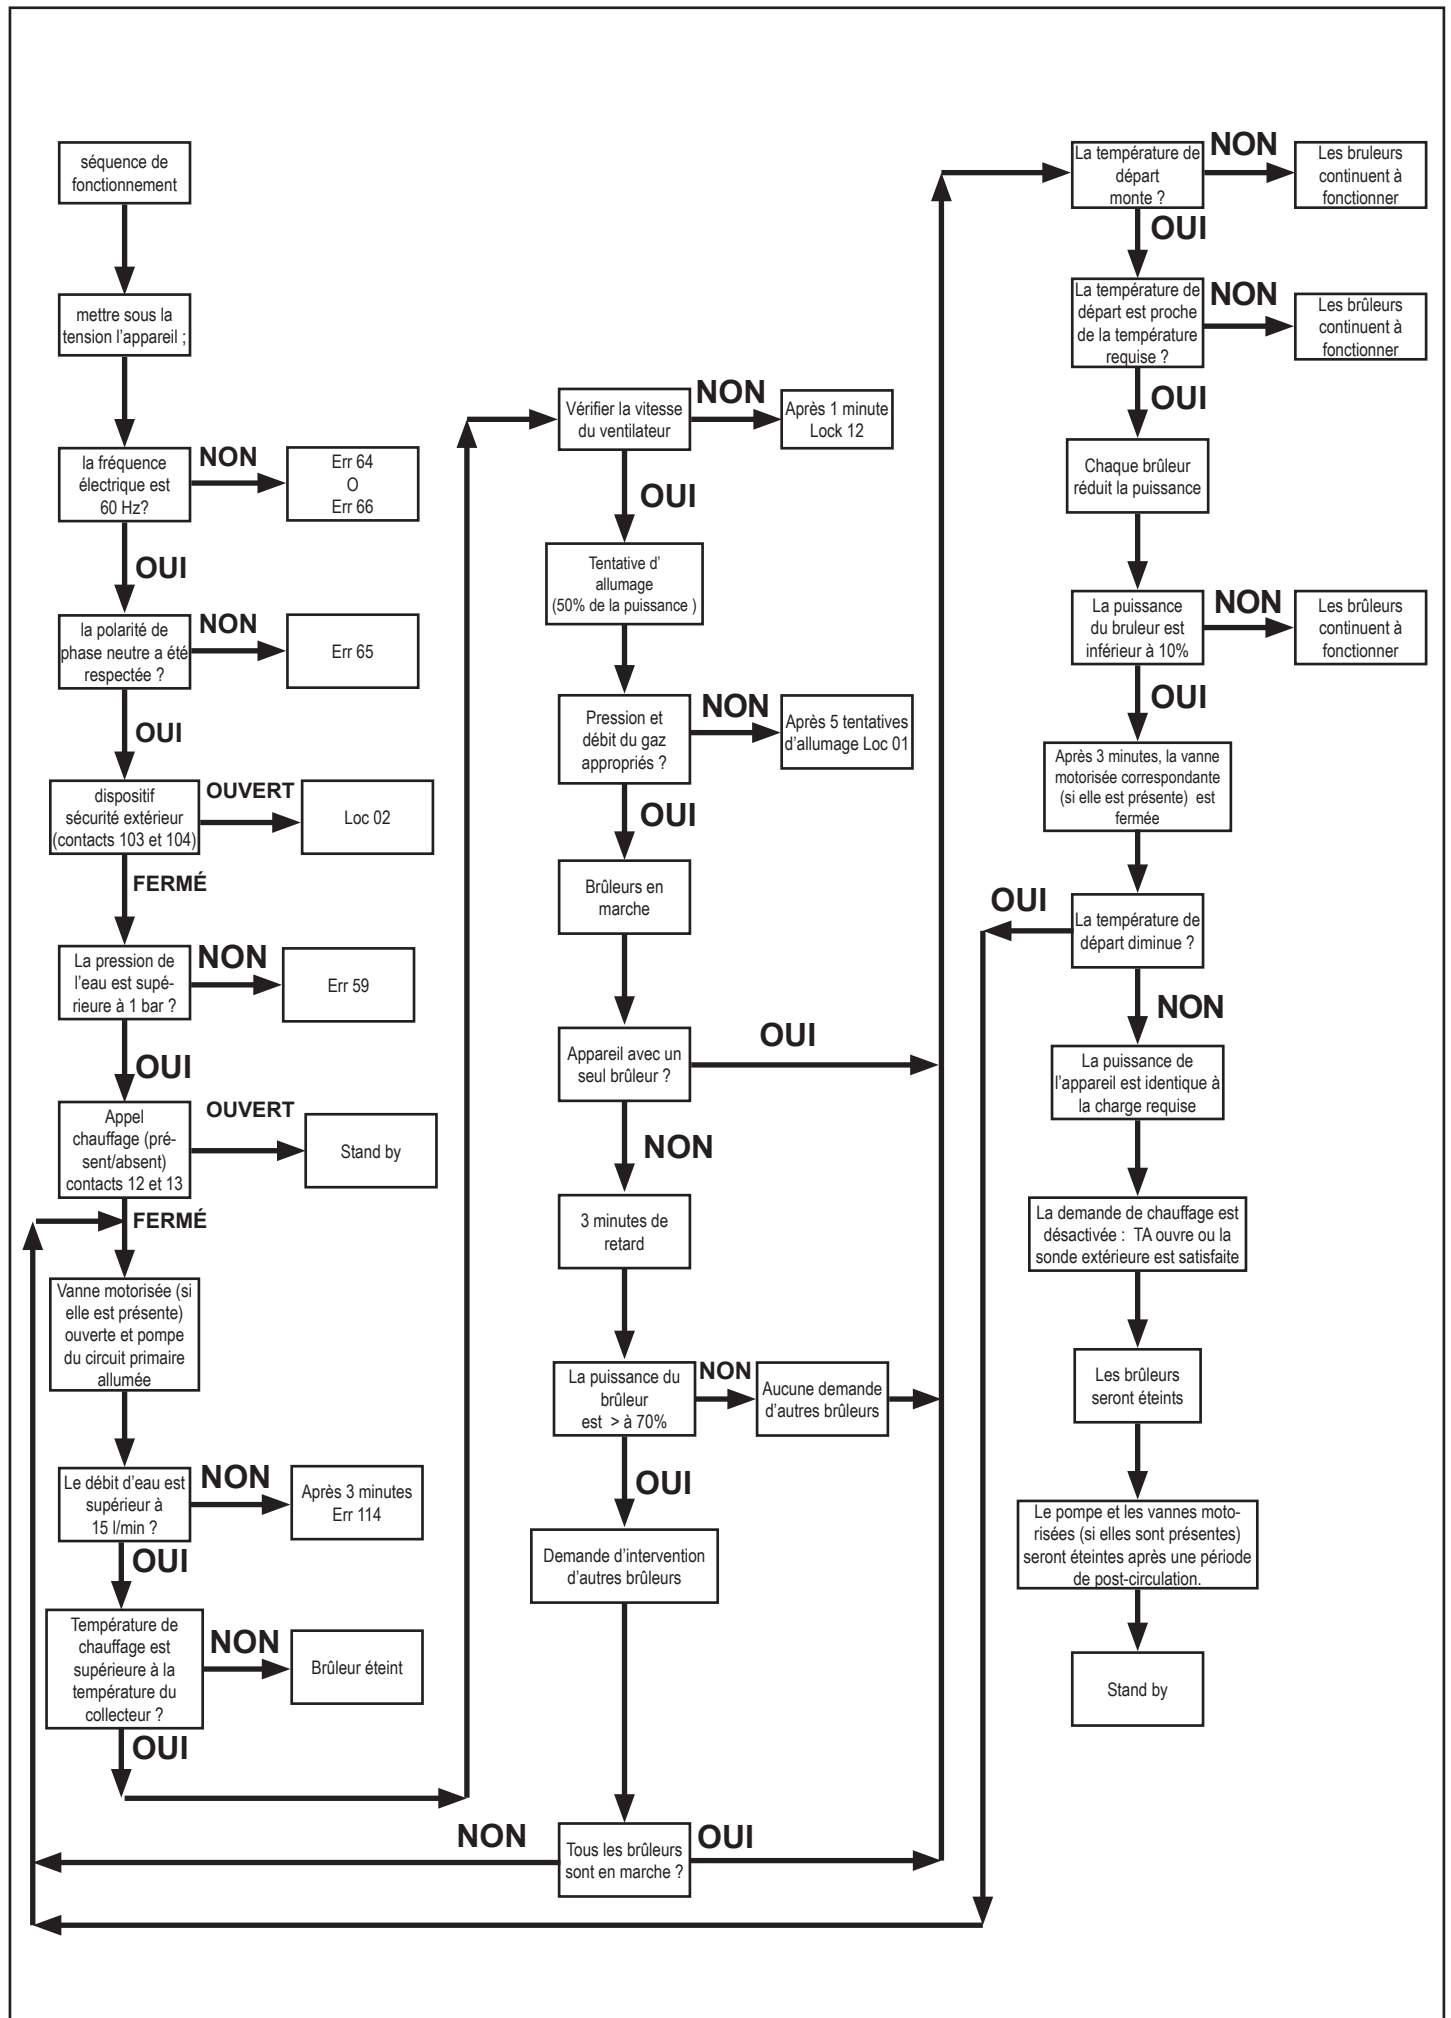 séquence de
fonctionnement
mettre sous la
tension l'appareil ;
la fréquence
électrique est
60 Hz?
NON
Err 64
O
Err 66
OUI
la polarité de
phase neutre a été
respectée ?
NON
Err 65
OUI
dispositif
sécurité extérieur
(contacts 103 et 104)
OUVERT
Loc 02
FERMÉ
La pression de
l'eau est supé-
rieure à 1 bar ?
NON
Err 59
OUI
Appel
chauffage (pré-
sent/absent)
contacts 12 et 13
OUVERT
Stand by
FERMÉ
Vanne motorisée (si
elle est présente)
ouverte et pompe
du circuit primaire
allumée
Le débit d'eau est
supérieur à
15 l/min ?
NON
Après 3 minutes
Err 114
OUI
Température de
chauffage est
supérieure à la
température du
collecteur ?
NON
Brûleur éteint
OUI
Vérifier la vitesse
du ventilateur
NON
Après 1 minute
Lock 12
OUI
Tentative d'
allumage
(50% de la puissance )
Pression et
débit du gaz
appropriés ?
NON
Après 5 tentatives
d'allumage Loc 01
OUI
Brûleurs en
marche
Appareil avec un
seul brûleur ?
OUI
NON
3 minutes de
retard
La puissance du
brûleur
est > à 70%
NON
Aucune demande
d'autres brûleurs
OUI
Demande d'intervention
d'autres brûleurs
Tous les brûleurs
sont en marche ?
NON
OUI
La température de
départ
monte ?
NON
Les bruleurs
continuent à
fonctionner
OUI
La température de
départ est proche
de la température
requise ?
NON
Les brûleurs
continuent à
fonctionner
OUI
Chaque brûleur
réduit la puissance
La puissance
du bruleur est
inférieur à 10%
NON
Les brûleurs
continuent à
fonctionner
OUI
Après 3 minutes, la vanne
motorisée correspondante
(si elle est présente) est
fermée
OUI
La température de
départ diminue ?
NON
La puissance de
l'appareil est identique à
la charge requise
La demande de chauffage est
désactivée : TA ouvre ou la
sonde extérieure est satisfaite
Les brûleurs
seront éteints
Le pompe et les vannes moto-
risées (si elles sont présentes)
seront éteintes après une période
de post-circulation.
Stand by